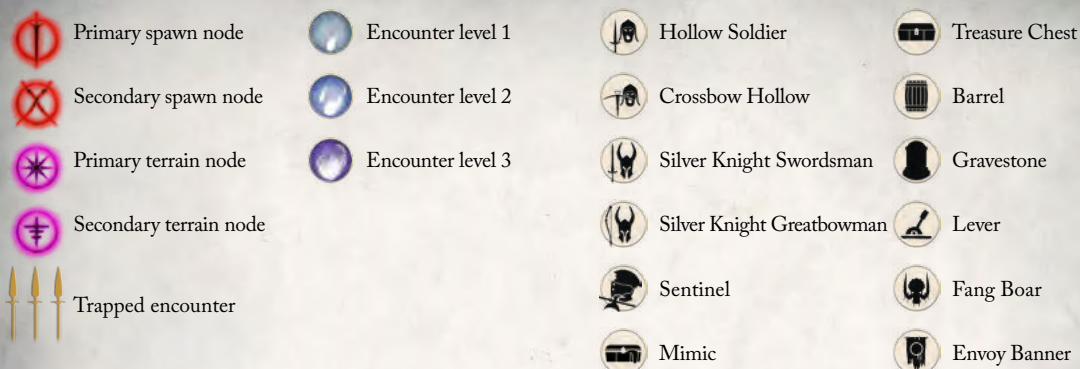 Primary spawn node
Secondary spawn node
Primary terrain node
Secondary terrain node
Trapped encounter
Encounter level 1
Encounter level 2
Encounter level 3
Hollow Soldier
Crossbow Hollow
Silver Knight Swordsman
Silver Knight Greatbowman
Sentinel
Mimic
Treasure Chest
Barrel
Gravestone
Lever
Fang Boar
Envoy Banner